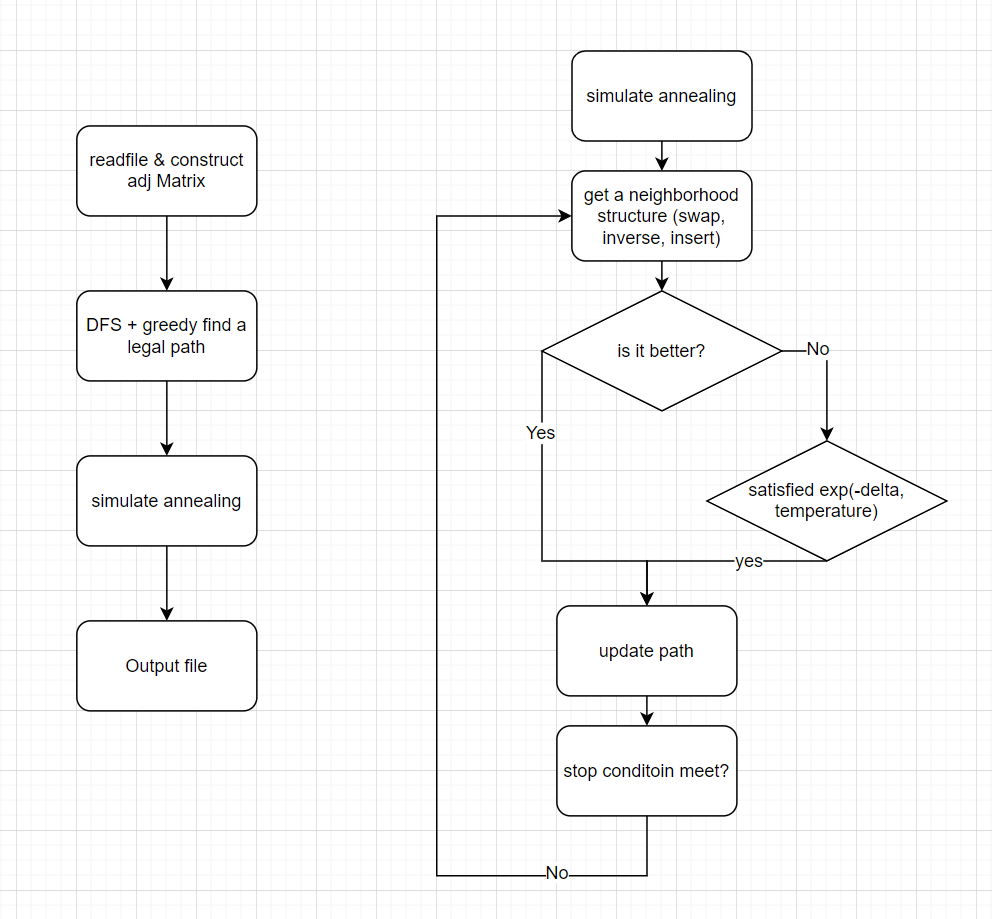 readfile & construct
adj Matrix
DFS + greedy find a
legal path
simulate annealing
Output file
simulate annealing
get a neighborhood
structure (swap,
inverse, insert)
is it better?
No
Yes
satisfied exp(-delta,
temperature)
yes
update path
stop conditoin meet?
No